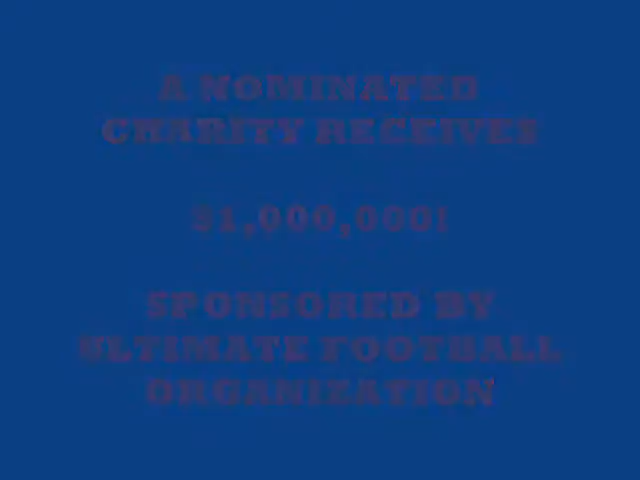 A NOMINATED
CHARITY RECEIVES
$1,000,000!
SPONSORED BY
ULTIMATE FOOTBALL
ORGANIZATION